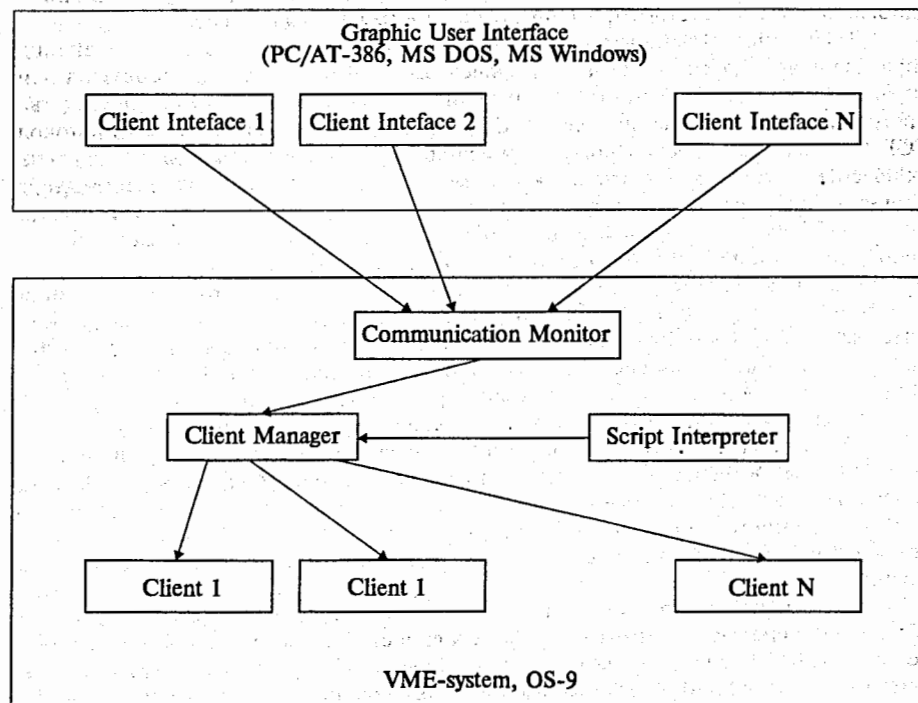 Graphic User Interface
(PC/AT-386, MS DOS, MS Windows)
Client Inteface 1
Client Inteface 2
Client Inteface N
Communication Monitor
Client Manager
Script Interpreter
Client 1
Client 1
Client N
VME-system, OS-9